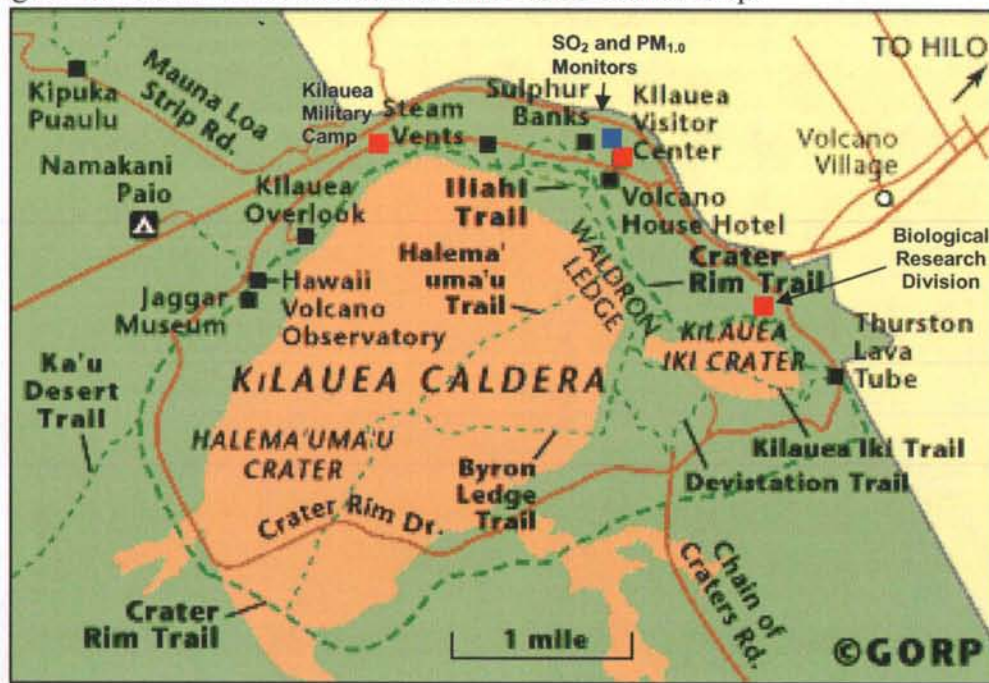 TO HILO
SO₂ and PM₁.₀
Monitors
Mauna Loa
Strip Rd.
Kipuka
Puaulu
Kilauea
Military
Camp
Steam
Vents
Sulphur
Banks
Kilauea
Visitor
Center
Volcano
Village
Namakani
Paio
Kilauea
Overlook
Iliahi
Trail
Volcano
House Hotel
WALDRON
LEDGE
Halema'
uma'u
Trail
Crater
Rim Trail
Biological
Research
Division
Jaggar
Museum
Hawaii
Volcano
Observatory
KILAUEA
IKI CRATER
Thurston
Lava
Tube
Ka'u
Desert
Trail
KiLAUEA CALDERA
HALEMA'UMA'U
CRATER
Byron
Ledge
Trail
Kilauea Iki Trail
Devistation Trail
Crater Rim Dr.
Chain of
Craters Rd.
Crater
Rim Trail
1 mile
©GORP